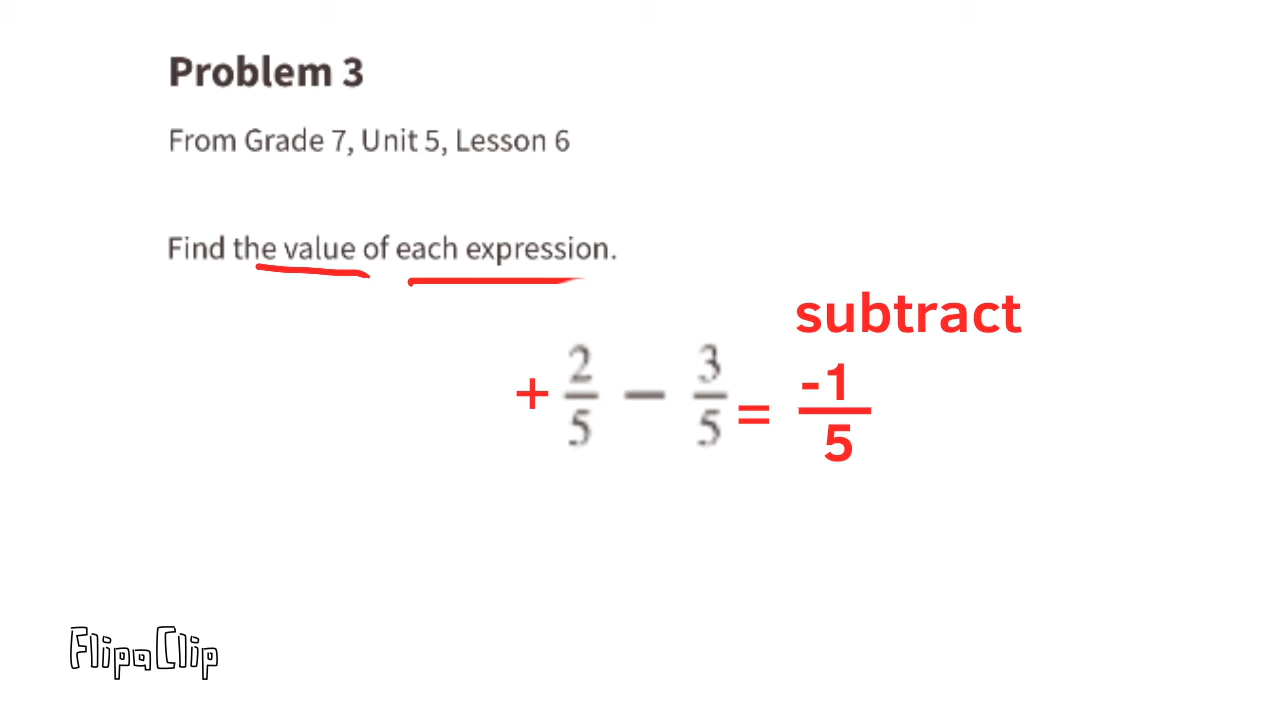 Problem 3
From Grade 7, Unit 5, Lesson 6
Find the value of each expression.
subtract
+ 2/5 − 3/5 = -1/5
FlipaClip